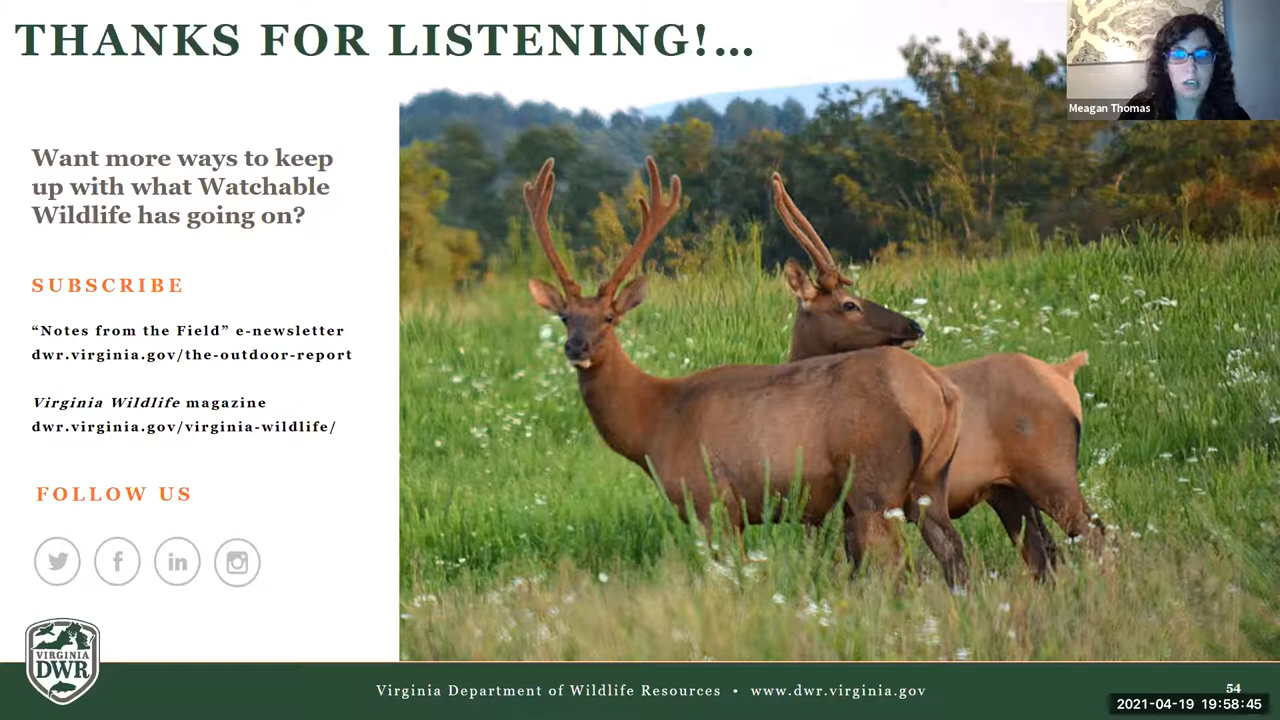 THANKS FOR LISTENING!...
Meagan Thomas
Want more ways to keep
up with what Watchable
Wildlife has going on?
SUBSCRIBE
“Notes from the Field” e-newsletter
dwr.virginia.gov/the-outdoor-report
Virginia Wildlife magazine
dwr.virginia.gov/virginia-wildlife/
FOLLOW US
in
VIRGINIA
DWR
Virginia Department of Wildlife Resources • www.dwr.virginia.gov
54
2021-04-19 19:58:45